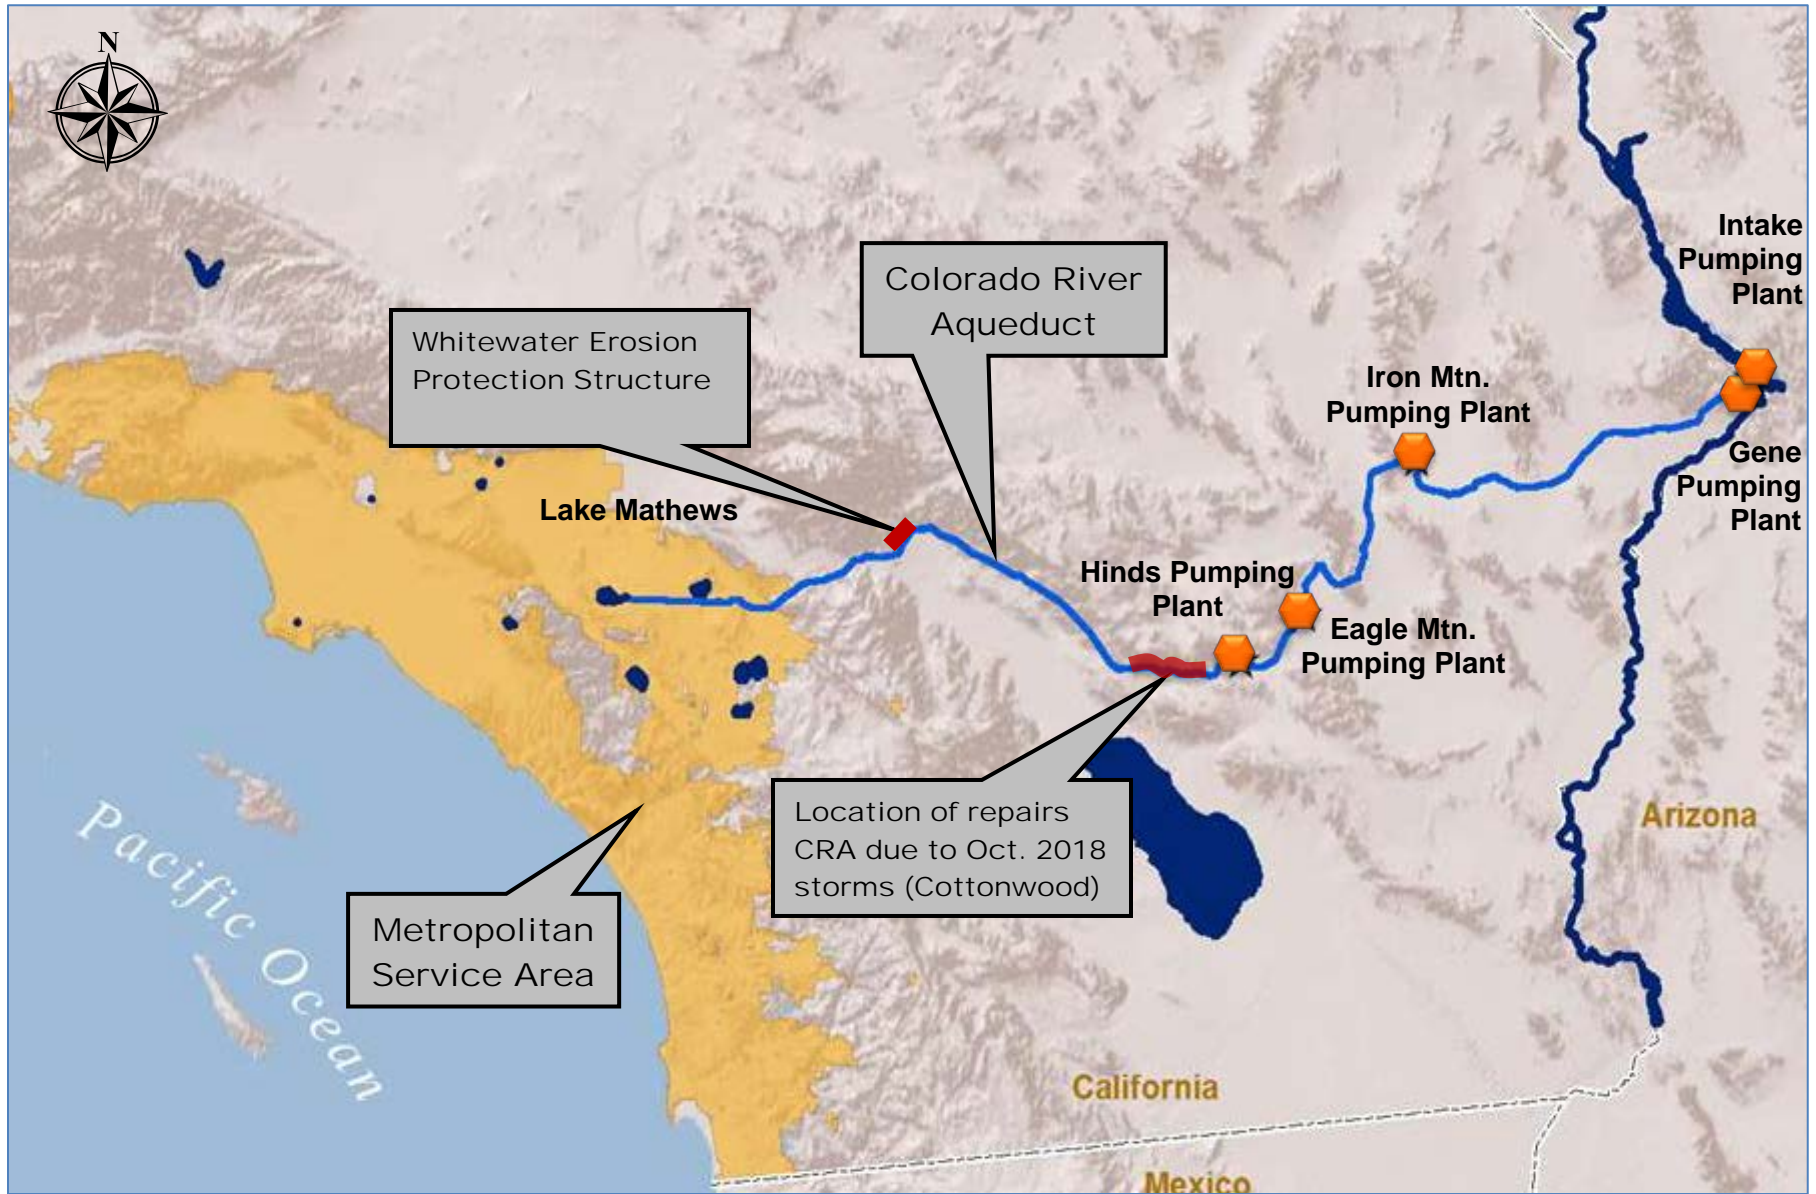 N
Intake
Pumping
Plant
Colorado River
Aqueduct
Whitewater Erosion
Protection Structure
Iron Mtn.
Pumping Plant
Gene
Pumping
Plant
Lake Mathews
Hinds Pumping
Plant
Eagle Mtn.
Pumping Plant
Location of repairs
CRA due to Oct. 2018
storms (Cottonwood)
Arizona
Pacific Ocean
Metropolitan
Service Area
California
Mexico